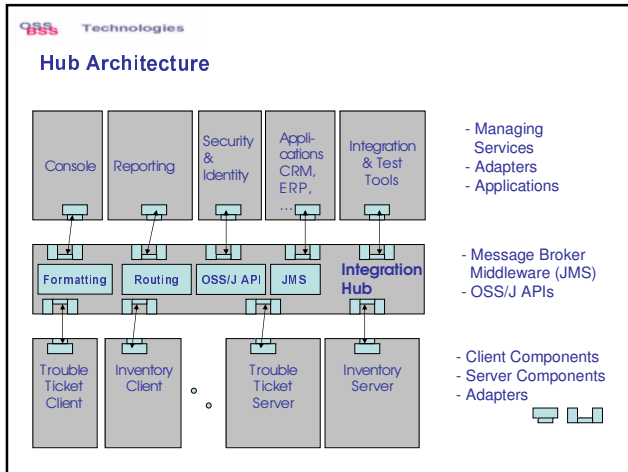 OSS
BSS Technologies
Hub Architecture
Console
Reporting
Security
&
Identity
Appli-
cations
CRM,
ERP,
...
Integration
& Test
Tools
- Managing
Services
- Adapters
- Applications
Formatting
Routing
OSS/J API
JMS
Integration
Hub
- Message Broker
Middleware (JMS)
- OSS/J APIs
Trouble
Ticket
Client
Inventory
Client
Trouble
Ticket
Server
Inventory
Server
- Client Components
- Server Components
- Adapters